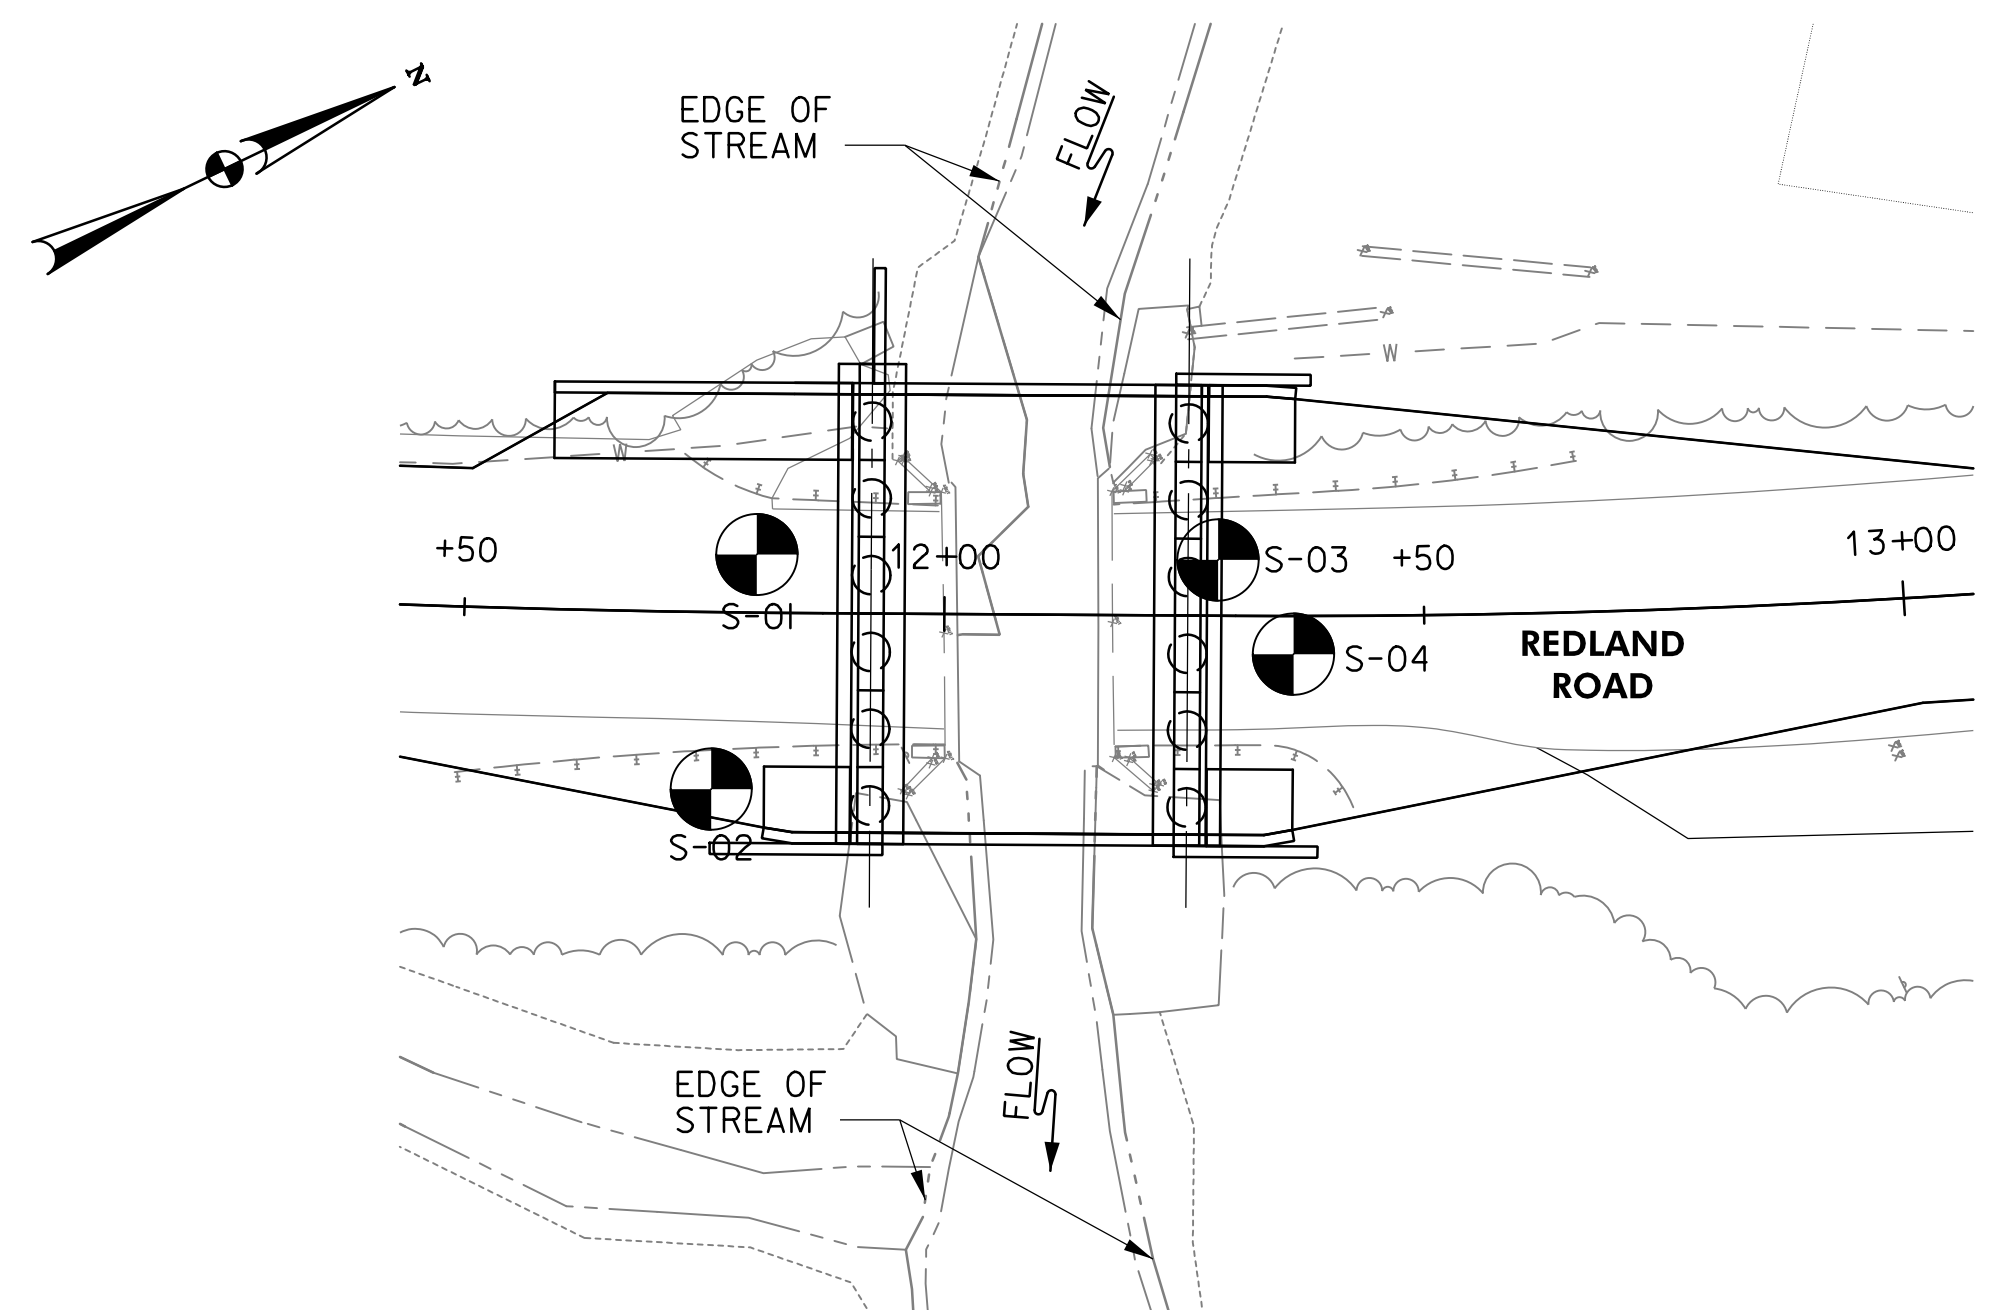 N
EDGE OF
STREAM
FLOW
W
W
+50
12+00
S-03
+50
13+00
S-01
S-04
REDLAND
ROAD
S-02
EDGE OF
STREAM
FLOW